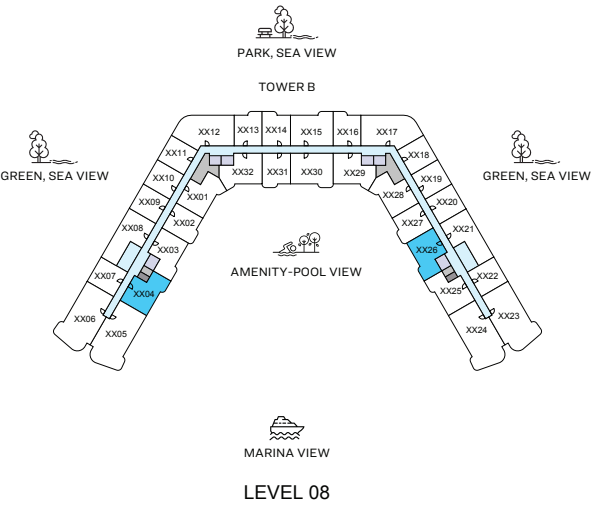 PARK, SEA VIEW
TOWER B
XX12
XX13
XX14
XX15
XX16
XX17
XX11
XX18
XX32
XX31
XX30
XX29
GREEN, SEA VIEW
GREEN, SEA VIEW
XX10
XX19
XX01
XX28
XX09
XX20
XX02
XX27
XX08
XX21
XX03
XX26
AMENITY-POOL VIEW
XX07
XX22
XX04
XX25
XX06
XX23
XX05
XX24
MARINA VIEW
LEVEL 08